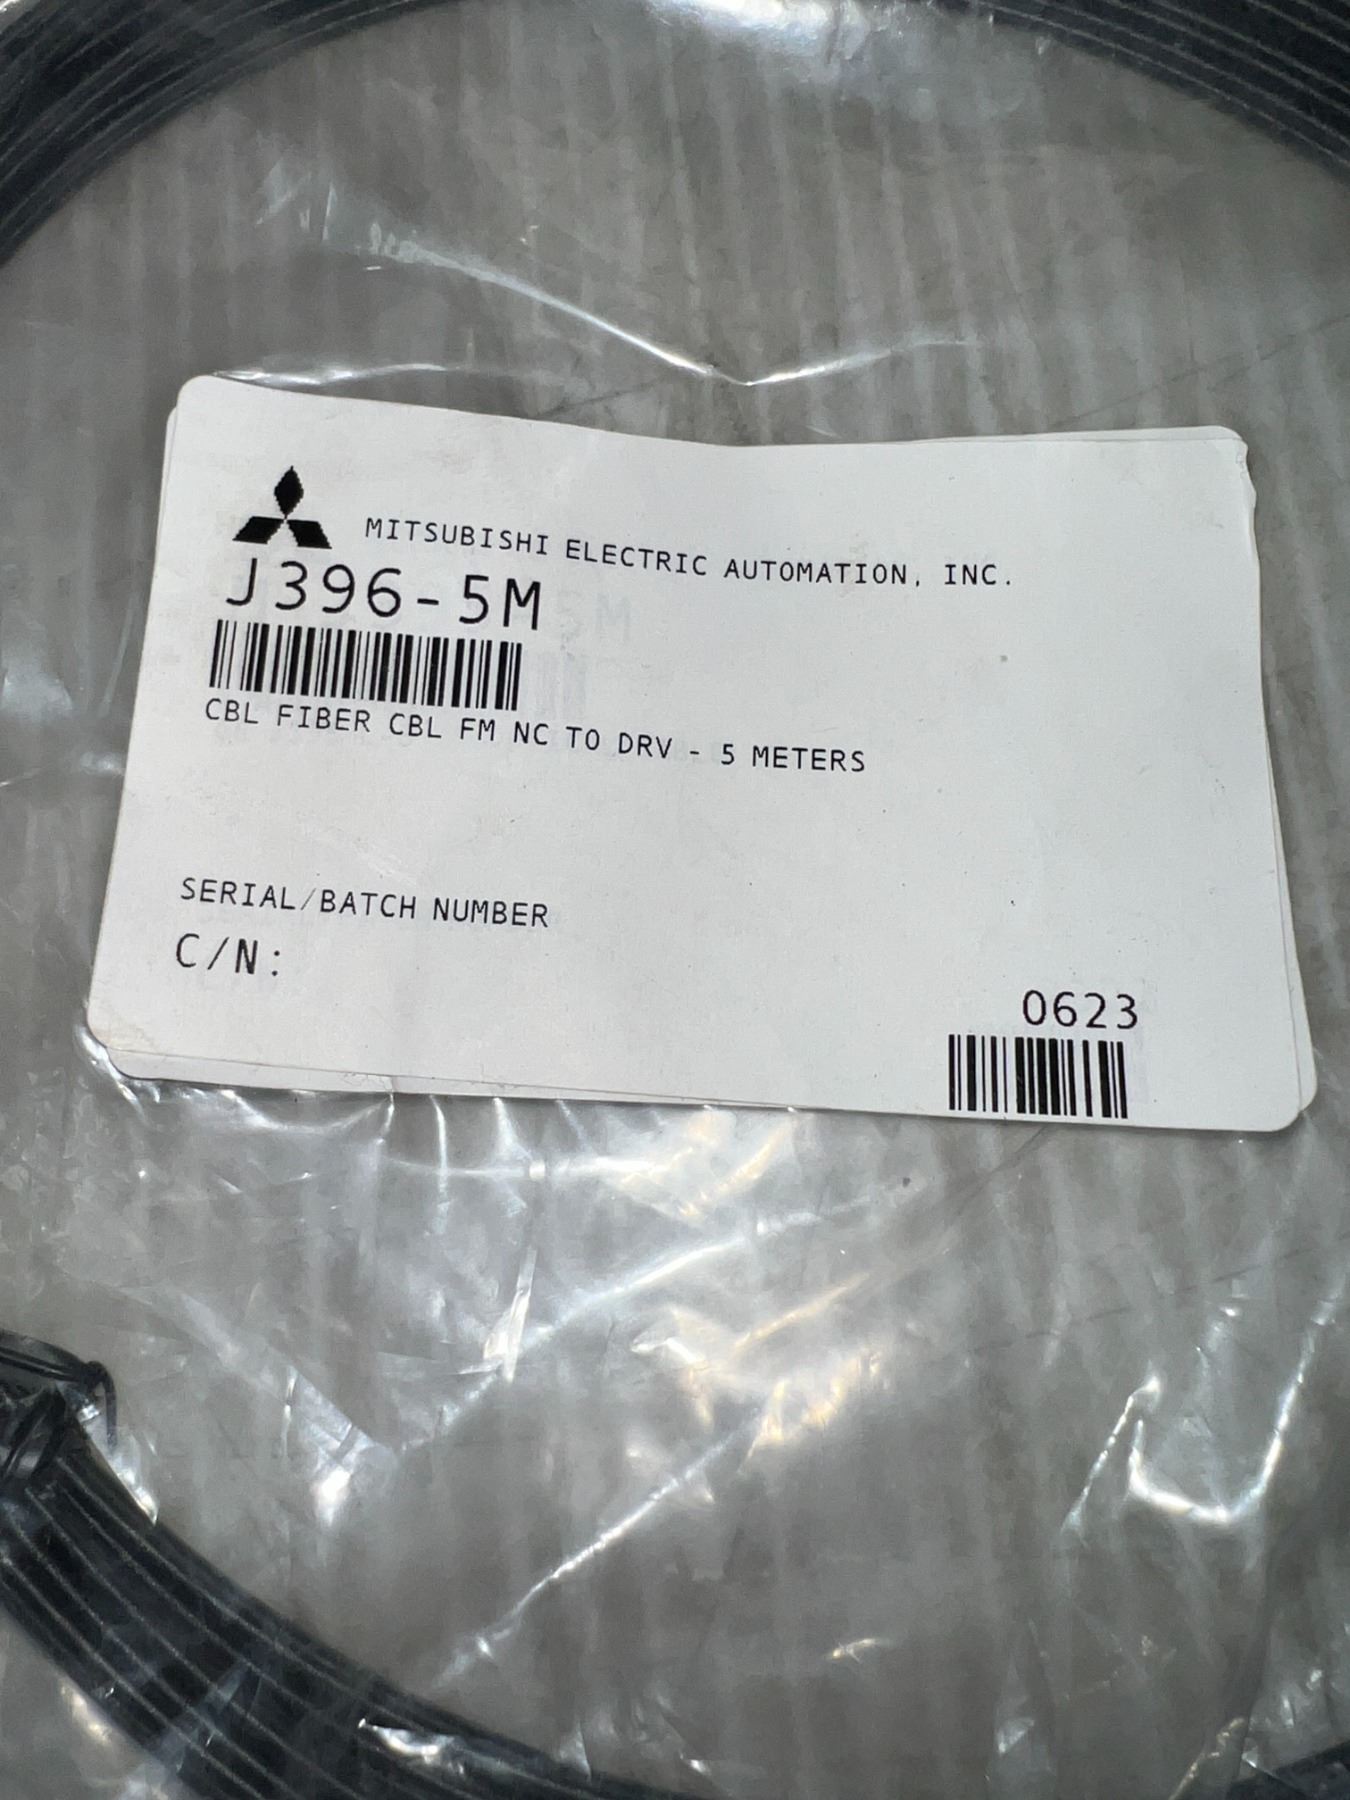 MITSUBISHI ELECTRIC AUTOMATION, INC.
J396-5M
CBL FIBER CBL FM NC TO DRV - 5 METERS
SERIAL/BATCH NUMBER
C/N:
0623